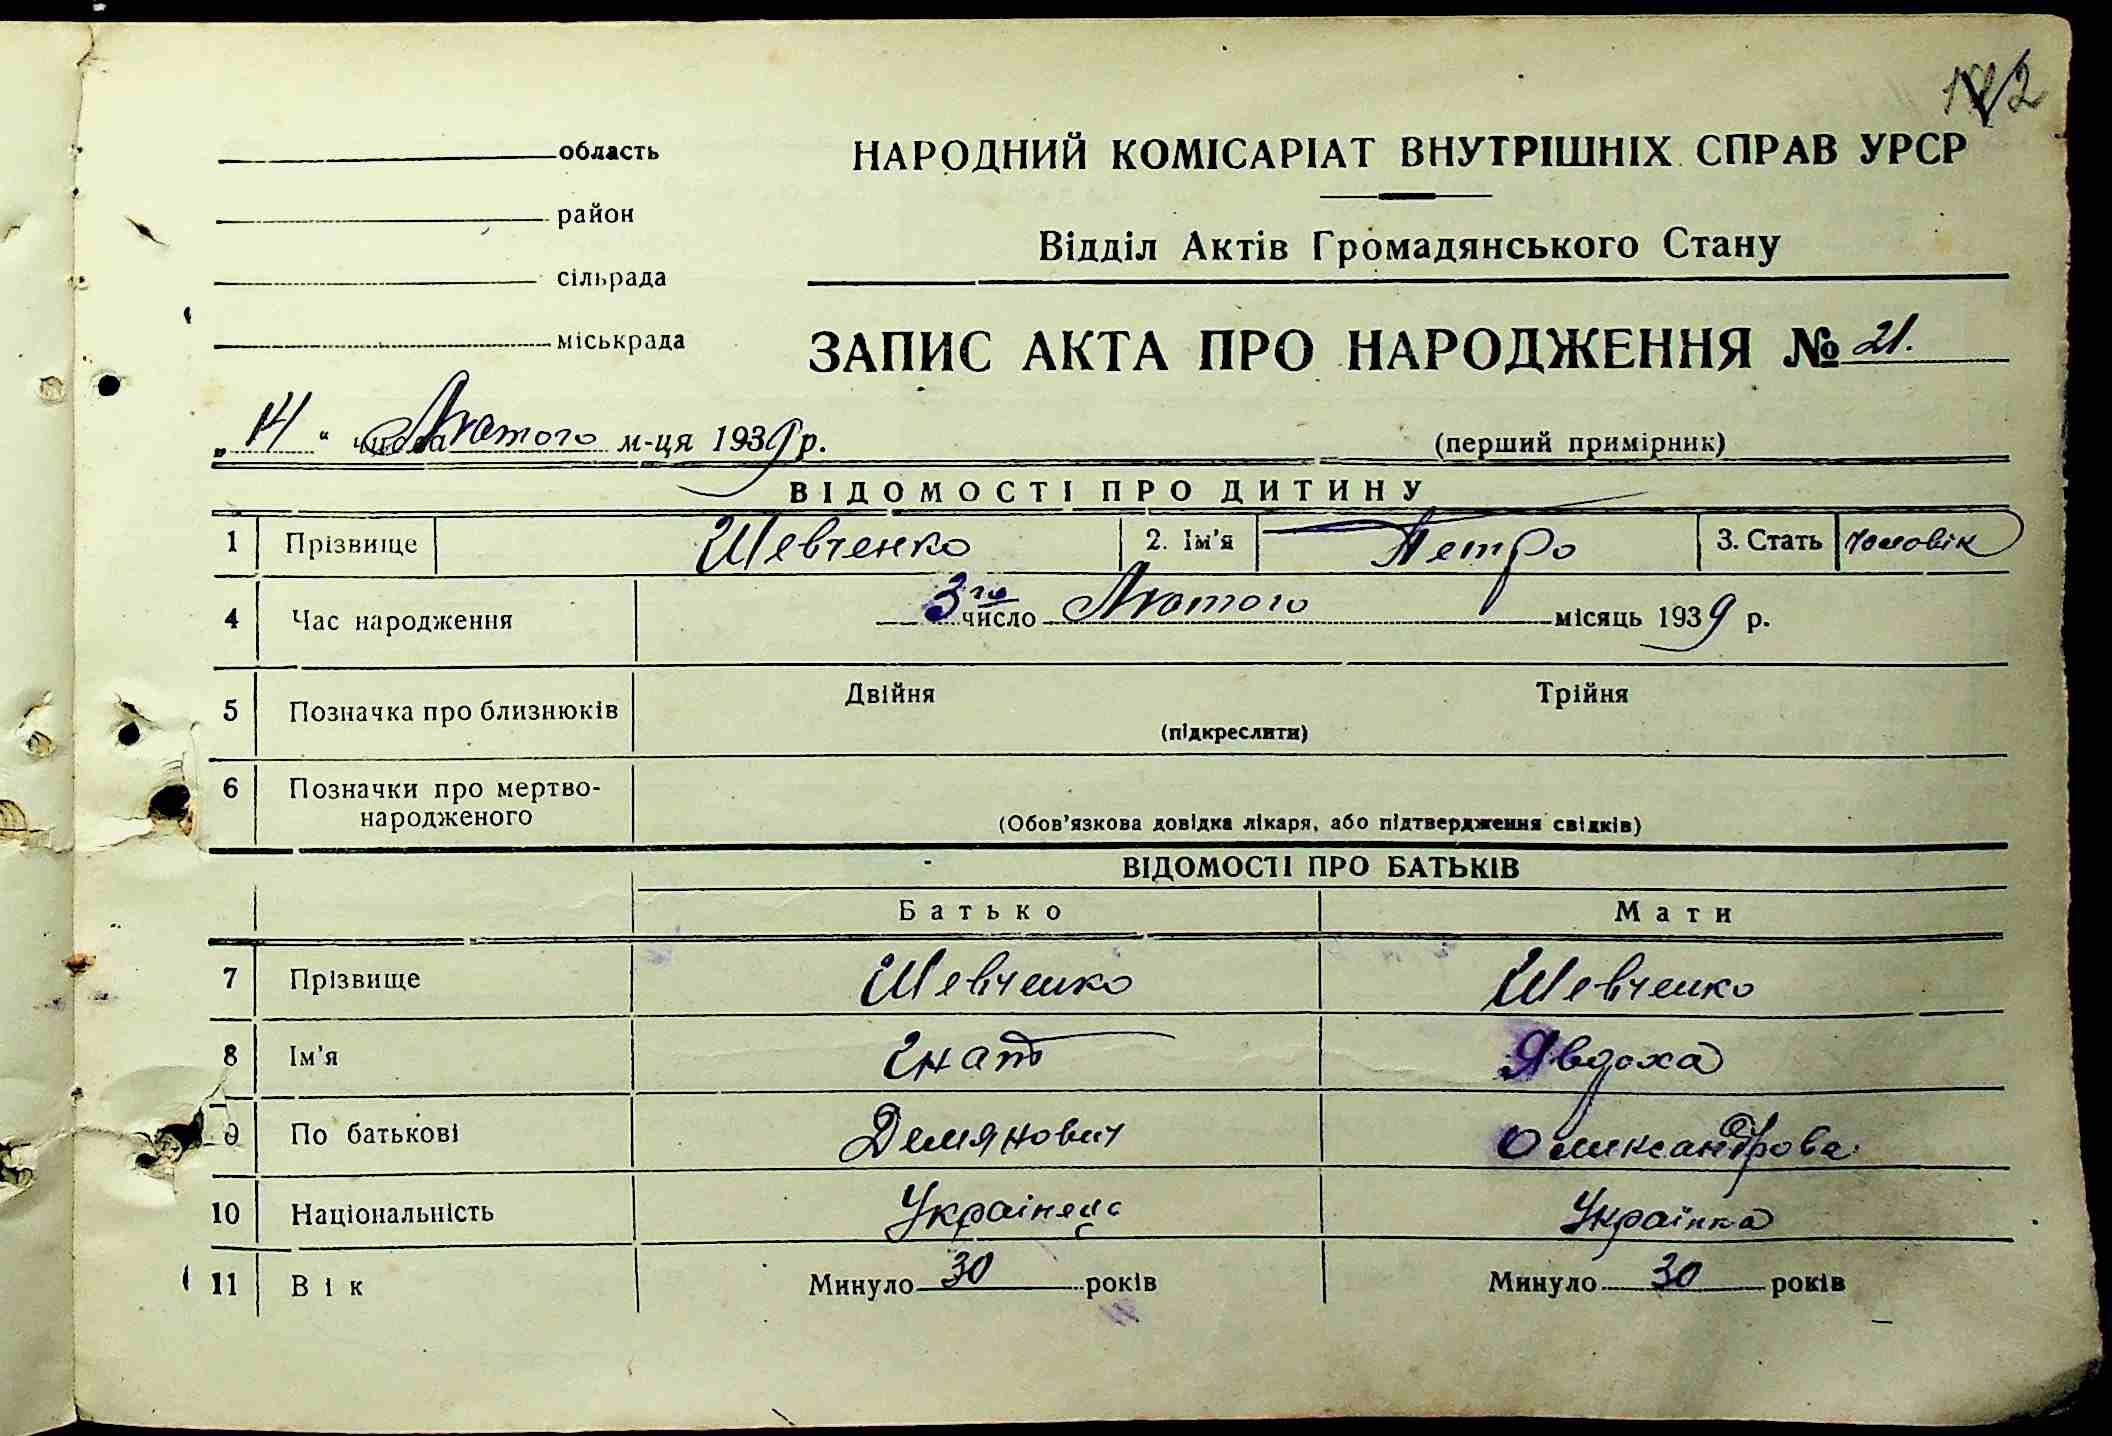 область
НАРОДНИЙ КОМІСАРІАТ ВНУТРІШНІХ СПРАВ УРСР
район
Відділ Актів Громадянського Стану
сільрада
міськрада
ЗАПИС АКТА ПРО НАРОДЖЕННЯ № 21.
„14“ числа Лютого м-ця 1939 р.
(перший примірник)
ВІДОМОСТІ ПРО ДИТИНУ
1 Прізвище Шевченко 2. Ім'я Петро 3. Стать Чоловік
4 Час народження 3го число Лютого місяць 1939 р.
5 Позначка про близнюків Двійня Трійня
(підкреслити)
6 Позначки про мертво-
народженого
(Обов'язкова довідка лікаря, або підтвердження свідків)
ВІДОМОСТІ ПРО БАТЬКІВ
Батько Мати
7 Прізвище Шевченко Шевченко
8 Ім'я Гнат Явдоха
9 По батькові Демянович Олександрова
10 Національність Українець Українка
11 Вік Минуло 30 років Минуло 30 років